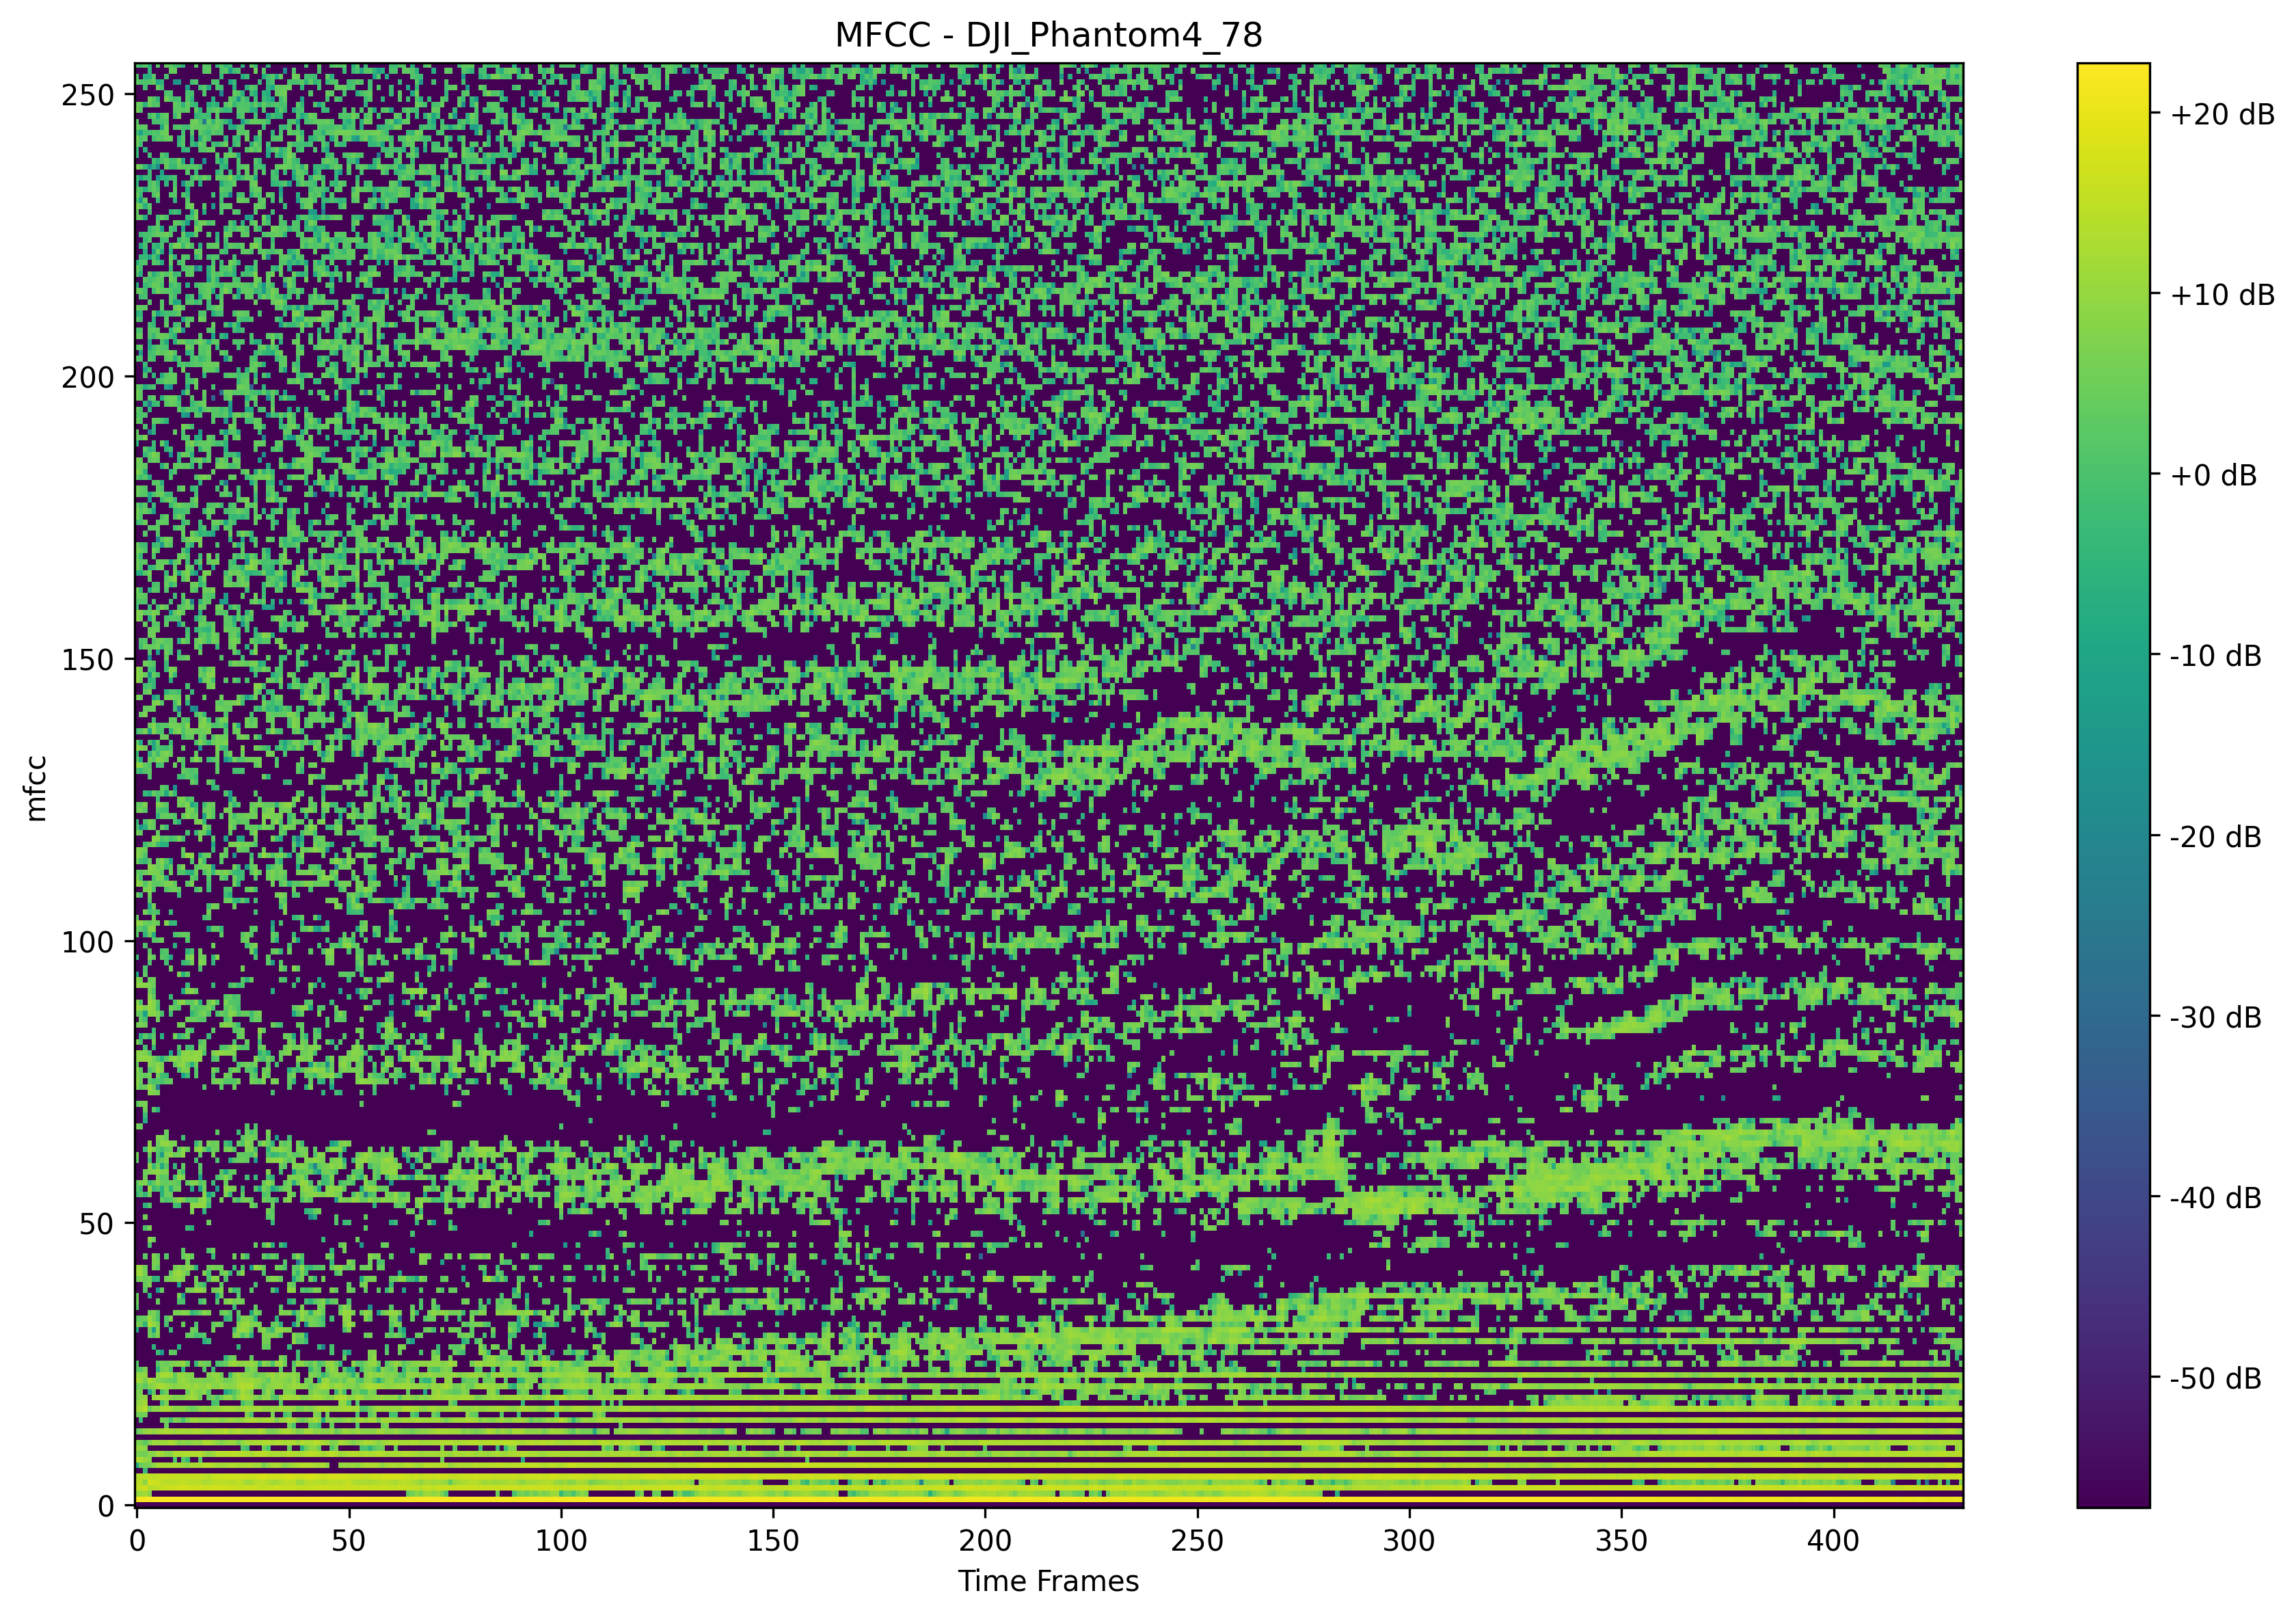 MFCC - DJI_Phantom4_78
250
200
150
100
50
0
mfcc
0 50 100 150 200 250 300 350 400
Time Frames
+20 dB
+10 dB
+0 dB
-10 dB
-20 dB
-30 dB
-40 dB
-50 dB